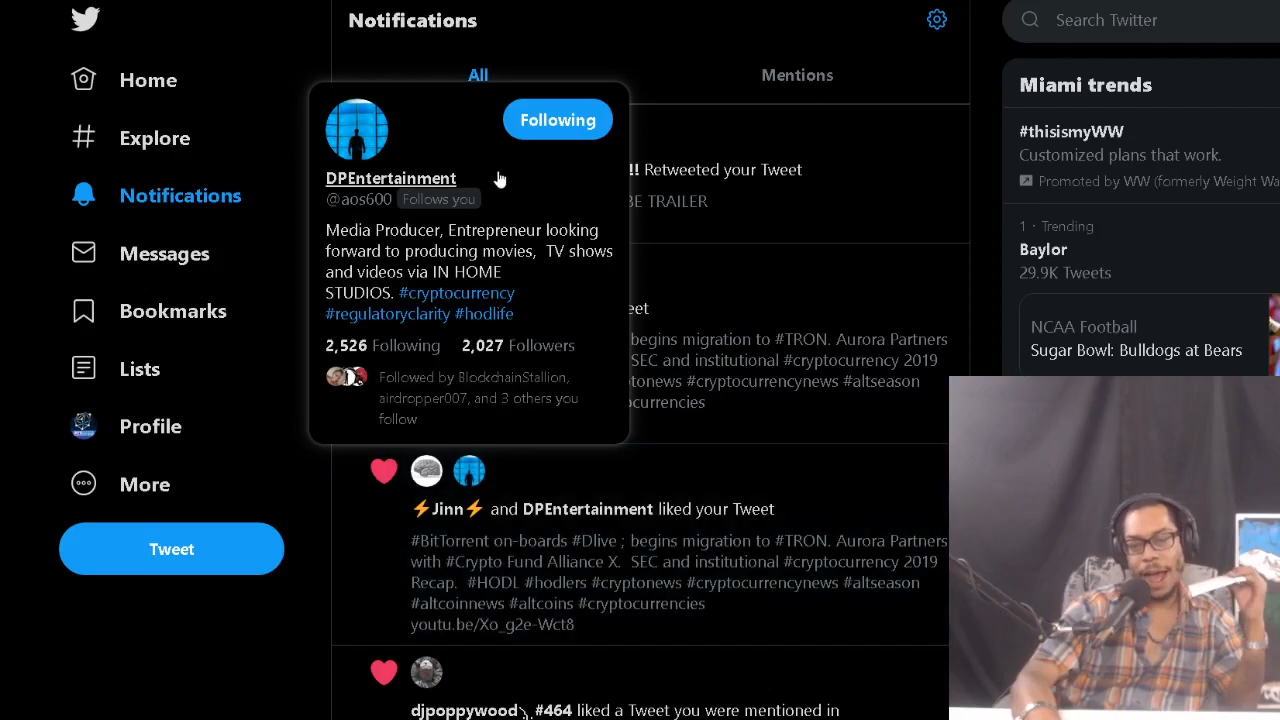 Home
Explore
Notifications
Messages
Bookmarks
Lists
Profile
More
Tweet
Notifications
All
Mentions
Following
DPEntertainment
@aos600 Follows you
Media Producer, Entrepreneur looking
forward to producing movies, TV shows
and videos via IN HOME
STUDIOS. #cryptocurrency
#regulatoryclarity #hodlife
2,526 Following 2,027 Followers
Followed by BlockchainStallion,
airdropper007, and 3 others you
follow
!! Retweeted your Tweet
BE TRAILER
eet
begins migration to #TRON. Aurora Partners
SEC and institutional #cryptocurrency 2019
ptonews #cryptocurrencynews #altseason
ocurrencies
⚡Jinn⚡ and DPEntertainment liked your Tweet
#BitTorrent on-boards #Dlive ; begins migration to #TRON. Aurora Partners
with #Crypto Fund Alliance X. SEC and institutional #cryptocurrency 2019
Recap. #HODL #hodlers #cryptonews #cryptocurrencynews #altseason
#altcoinnews #altcoins #cryptocurrencies
youtu.be/Xo_g2e-Wct8
djpoppywood #464 liked a Tweet you were mentioned in
Search Twitter
Miami trends
#thisismyWW
Customized plans that work.
Promoted by WW (formerly Weight Wa
1 · Trending
Baylor
29.9K Tweets
NCAA Football
Sugar Bowl: Bulldogs at Bears